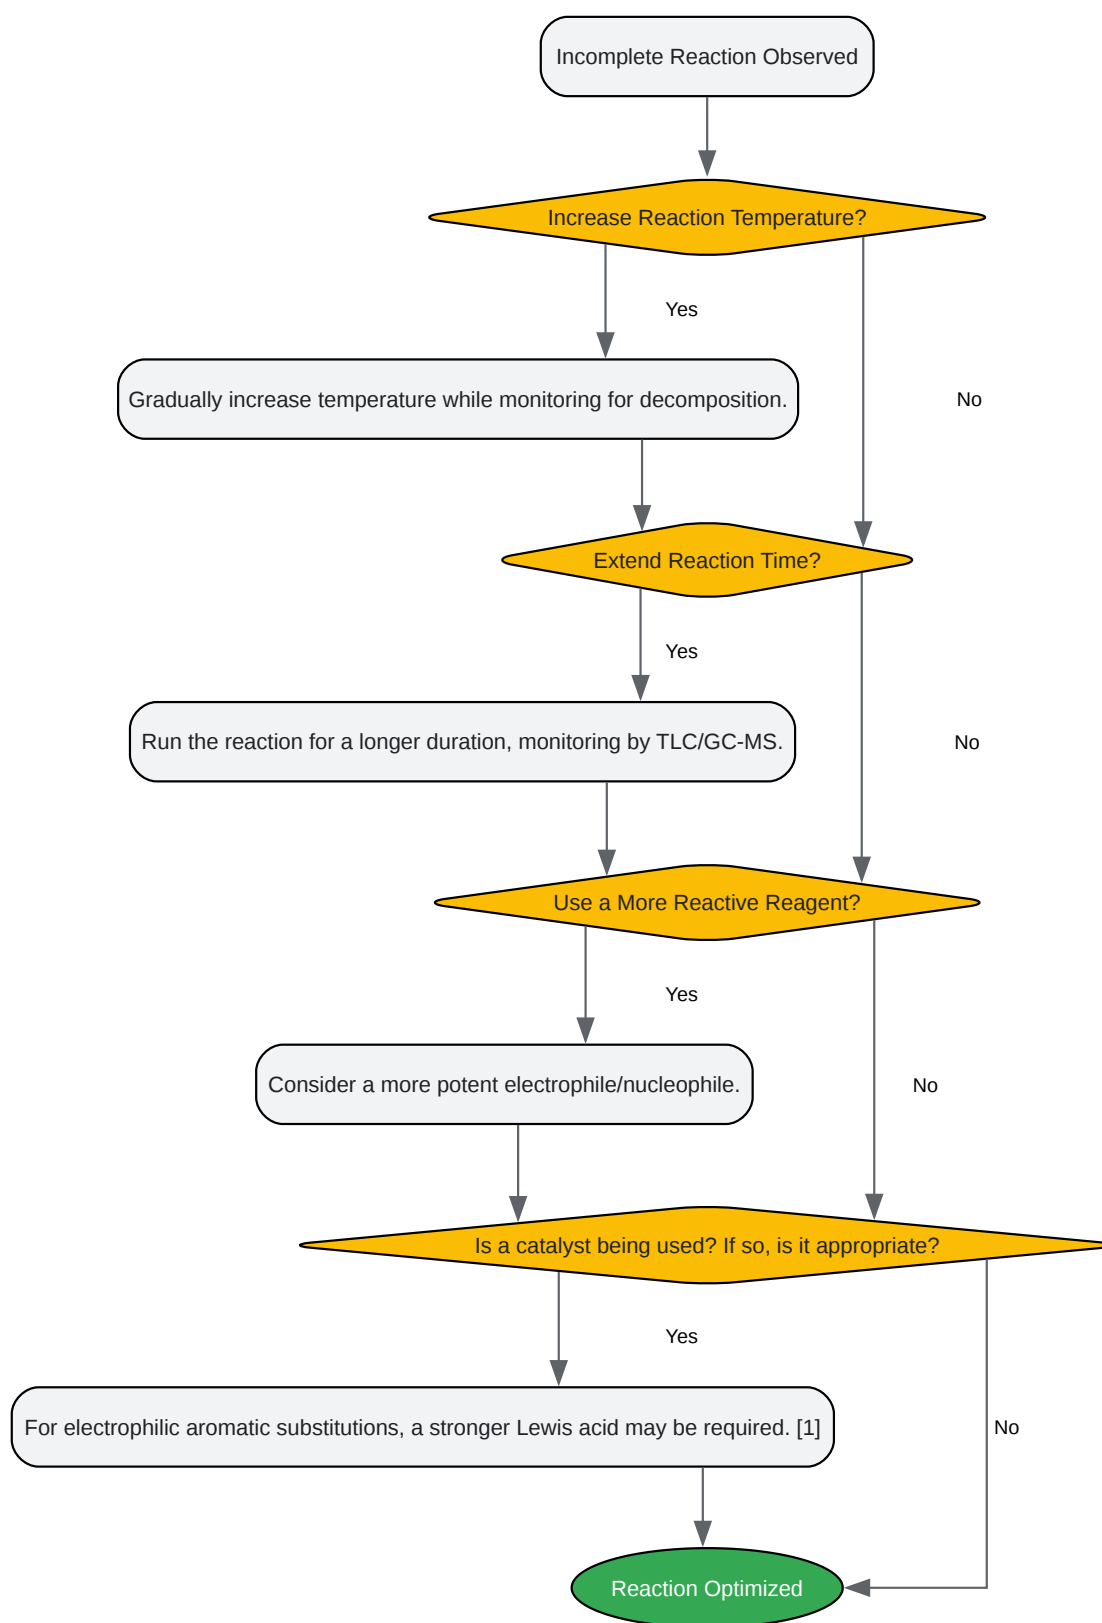 Incomplete Reaction Observed
Increase Reaction Temperature?
Yes
Gradually increase temperature while monitoring for decomposition.
No
Extend Reaction Time?
Yes
Run the reaction for a longer duration, monitoring by TLC/GC-MS.
No
Use a More Reactive Reagent?
Yes
Consider a more potent electrophile/nucleophile.
No
Is a catalyst being used? If so, is it appropriate?
Yes
For electrophilic aromatic substitutions, a stronger Lewis acid may be required. [1]
No
Reaction Optimized